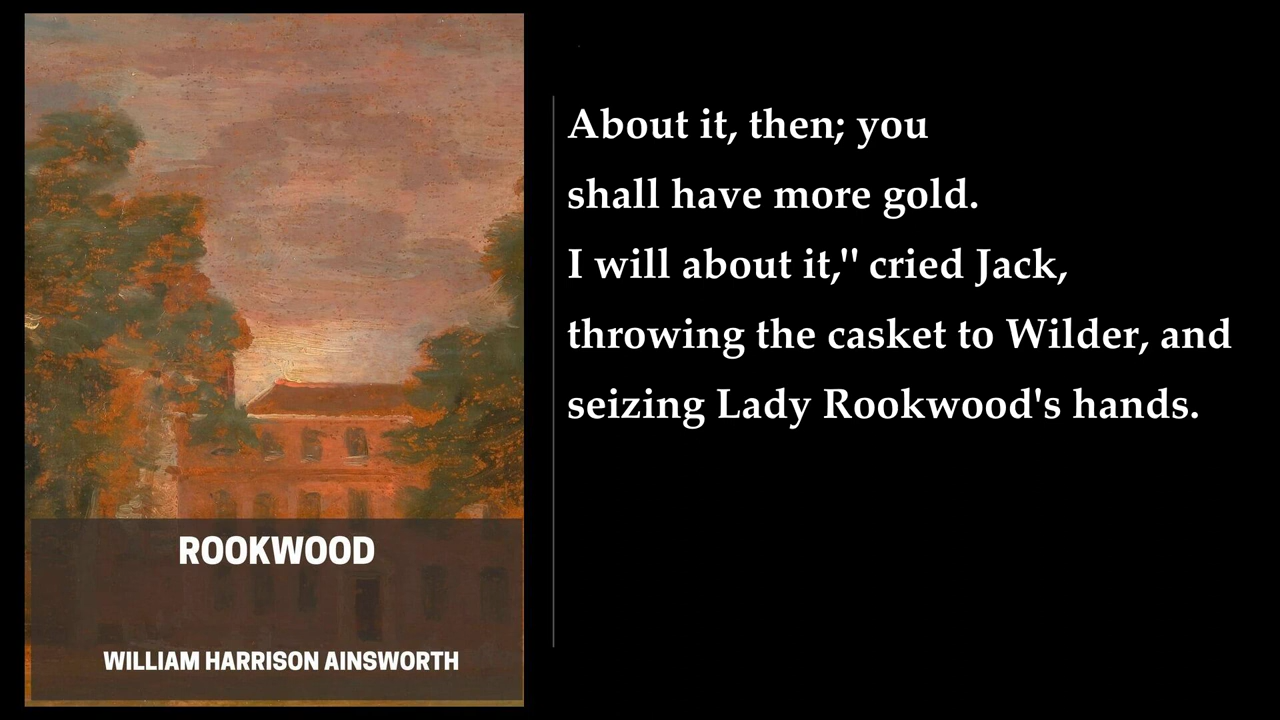 ROOKWOOD
WILLIAM HARRISON AINSWORTH
About it, then; you
shall have more gold.
I will about it,'' cried Jack,
throwing the casket to Wilder, and
seizing Lady Rookwood's hands.